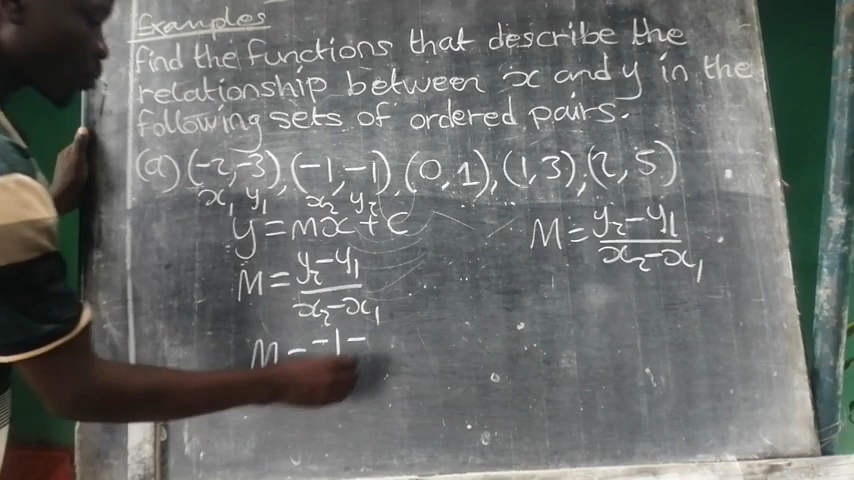 Examples
find the functions that describe the
relationship between x and y in the
following sets of ordered pairs.
(a) (-2,-3), (-1,-1), (0,1), (1,3), (2,5)
x₁ y₁ x₂ y₂
y = mx + c
M = y₂-y₁ / x₂-x₁
M = y₂-y₁ / x₂-x₁
M = -1-